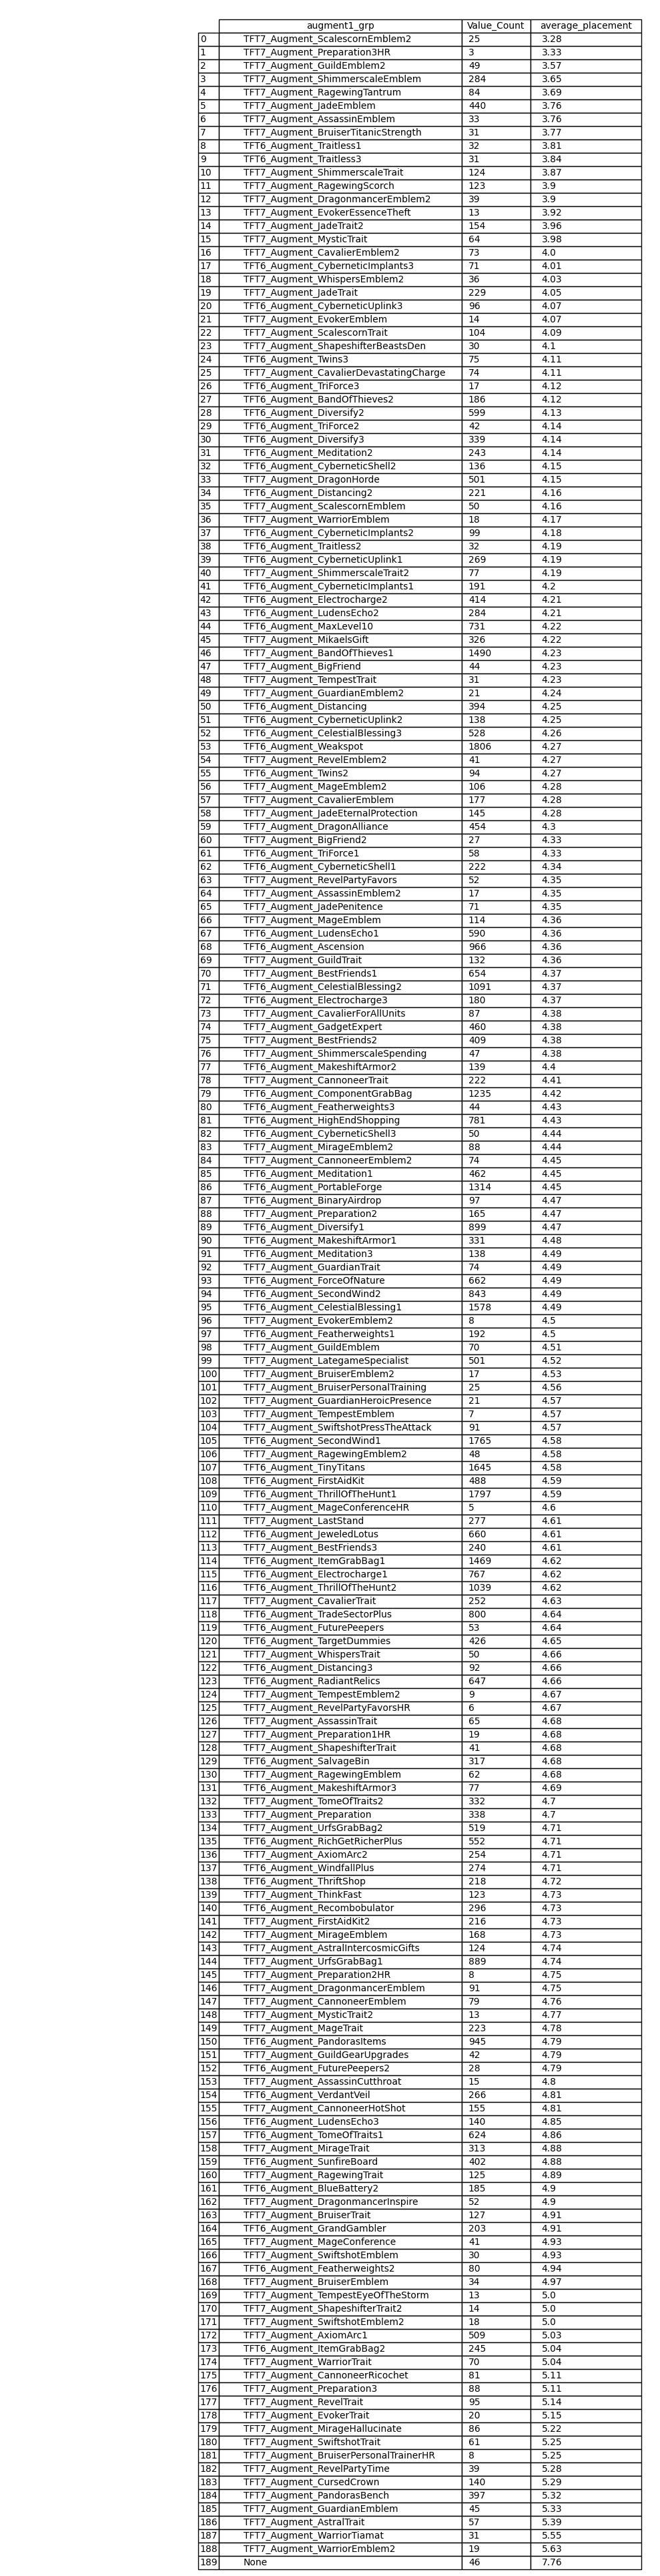 augment1_grp Value_Count average_placement
0 TFT7_Augment_ScalescornEmblem2 25 3.28
1 TFT7_Augment_Preparation3HR 3 3.33
2 TFT7_Augment_GuildEmblem2 49 3.57
3 TFT7_Augment_ShimmerscaleEmblem 284 3.65
4 TFT7_Augment_RagewingTantrum 84 3.69
5 TFT7_Augment_JadeEmblem 440 3.76
6 TFT7_Augment_AssassinEmblem 33 3.76
7 TFT7_Augment_BruiserTitanicStrength 31 3.77
8 TFT6_Augment_Traitless1 32 3.81
9 TFT6_Augment_Traitless3 31 3.84
10 TFT7_Augment_ShimmerscaleTrait 124 3.87
11 TFT7_Augment_RagewingScorch 123 3.9
12 TFT7_Augment_DragonmancerEmblem2 39 3.9
13 TFT7_Augment_EvokerEssenceTheft 13 3.92
14 TFT7_Augment_JadeTrait2 154 3.96
15 TFT7_Augment_MysticTrait 64 3.98
16 TFT7_Augment_CavalierEmblem2 73 4.0
17 TFT6_Augment_CyberneticImplants3 71 4.01
18 TFT7_Augment_WhispersEmblem2 36 4.03
19 TFT7_Augment_JadeTrait 229 4.05
20 TFT6_Augment_CyberneticUplink3 96 4.07
21 TFT7_Augment_EvokerEmblem 14 4.07
22 TFT7_Augment_ScalescornTrait 104 4.09
23 TFT7_Augment_ShapeshifterBeastsDen 30 4.1
24 TFT6_Augment_Twins3 75 4.11
25 TFT7_Augment_CavalierDevastatingCharge 74 4.11
26 TFT6_Augment_TriForce3 17 4.12
27 TFT6_Augment_BandOfThieves2 186 4.12
28 TFT6_Augment_Diversify2 599 4.13
29 TFT6_Augment_TriForce2 42 4.14
30 TFT6_Augment_Diversify3 339 4.14
31 TFT6_Augment_Meditation2 243 4.14
32 TFT6_Augment_CyberneticShell2 136 4.15
33 TFT7_Augment_DragonHorde 501 4.15
34 TFT6_Augment_Distancing2 221 4.16
35 TFT7_Augment_ScalescornEmblem 50 4.16
36 TFT7_Augment_WarriorEmblem 18 4.17
37 TFT6_Augment_CyberneticImplants2 99 4.18
38 TFT6_Augment_Traitless2 32 4.19
39 TFT6_Augment_CyberneticUplink1 269 4.19
40 TFT7_Augment_ShimmerscaleTrait2 77 4.19
41 TFT6_Augment_CyberneticImplants1 191 4.2
42 TFT6_Augment_Electrocharge2 414 4.21
43 TFT6_Augment_LudensEcho2 284 4.21
44 TFT6_Augment_MaxLevel10 731 4.22
45 TFT7_Augment_MikaelsGift 326 4.22
46 TFT6_Augment_BandOfThieves1 1490 4.23
47 TFT7_Augment_BigFriend 44 4.23
48 TFT7_Augment_TempestTrait 31 4.23
49 TFT7_Augment_GuardianEmblem2 21 4.24
50 TFT6_Augment_Distancing 394 4.25
51 TFT6_Augment_CyberneticUplink2 138 4.25
52 TFT6_Augment_CelestialBlessing3 528 4.26
53 TFT6_Augment_Weakspot 1806 4.27
54 TFT7_Augment_RevelEmblem2 41 4.27
55 TFT6_Augment_Twins2 94 4.27
56 TFT7_Augment_MageEmblem2 106 4.28
57 TFT7_Augment_CavalierEmblem 177 4.28
58 TFT7_Augment_JadeEternalProtection 145 4.28
59 TFT7_Augment_DragonAlliance 454 4.3
60 TFT7_Augment_BigFriend2 27 4.33
61 TFT6_Augment_TriForce1 58 4.33
62 TFT6_Augment_CyberneticShell1 222 4.34
63 TFT7_Augment_RevelPartyFavors 52 4.35
64 TFT7_Augment_AssassinEmblem2 17 4.35
65 TFT7_Augment_JadePenitence 71 4.35
66 TFT7_Augment_MageEmblem 114 4.36
67 TFT6_Augment_LudensEcho1 590 4.36
68 TFT6_Augment_Ascension 966 4.36
69 TFT7_Augment_GuildTrait 132 4.36
70 TFT7_Augment_BestFriends1 654 4.37
71 TFT6_Augment_CelestialBlessing2 1091 4.37
72 TFT6_Augment_Electrocharge3 180 4.37
73 TFT7_Augment_CavalierForAllUnits 87 4.38
74 TFT7_Augment_GadgetExpert 460 4.38
75 TFT7_Augment_BestFriends2 409 4.38
76 TFT7_Augment_ShimmerscaleSpending 47 4.38
77 TFT6_Augment_MakeshiftArmor2 139 4.4
78 TFT7_Augment_CannoneerTrait 222 4.41
79 TFT6_Augment_ComponentGrabBag 1235 4.42
80 TFT6_Augment_Featherweights3 44 4.43
81 TFT6_Augment_HighEndShopping 781 4.43
82 TFT6_Augment_CyberneticShell3 50 4.44
83 TFT7_Augment_MirageEmblem2 88 4.44
84 TFT7_Augment_CannoneerEmblem2 74 4.45
85 TFT6_Augment_Meditation1 462 4.45
86 TFT6_Augment_PortableForge 1314 4.45
87 TFT6_Augment_BinaryAirdrop 97 4.47
88 TFT7_Augment_Preparation2 165 4.47
89 TFT6_Augment_Diversify1 899 4.47
90 TFT6_Augment_MakeshiftArmor1 331 4.48
91 TFT6_Augment_Meditation3 138 4.49
92 TFT7_Augment_GuardianTrait 74 4.49
93 TFT6_Augment_ForceOfNature 662 4.49
94 TFT6_Augment_SecondWind2 843 4.49
95 TFT6_Augment_CelestialBlessing1 1578 4.49
96 TFT7_Augment_EvokerEmblem2 8 4.5
97 TFT6_Augment_Featherweights1 192 4.5
98 TFT7_Augment_GuildEmblem 70 4.51
99 TFT7_Augment_LategameSpecialist 501 4.52
100 TFT7_Augment_BruiserEmblem2 17 4.53
101 TFT7_Augment_BruiserPersonalTraining 25 4.56
102 TFT7_Augment_GuardianHeroicPresence 21 4.57
103 TFT7_Augment_TempestEmblem 7 4.57
104 TFT7_Augment_SwiftshotPressTheAttack 91 4.57
105 TFT6_Augment_SecondWind1 1765 4.58
106 TFT7_Augment_RagewingEmblem2 48 4.58
107 TFT6_Augment_TinyTitans 1645 4.58
108 TFT6_Augment_FirstAidKit 488 4.59
109 TFT6_Augment_ThrillOfTheHunt1 1797 4.59
110 TFT7_Augment_MageConferenceHR 5 4.6
111 TFT7_Augment_LastStand 277 4.61
112 TFT6_Augment_JeweledLotus 660 4.61
113 TFT7_Augment_BestFriends3 240 4.61
114 TFT6_Augment_ItemGrabBag1 1469 4.62
115 TFT6_Augment_Electrocharge1 767 4.62
116 TFT6_Augment_ThrillOfTheHunt2 1039 4.62
117 TFT7_Augment_CavalierTrait 252 4.63
118 TFT6_Augment_TradeSectorPlus 800 4.64
119 TFT6_Augment_FuturePeepers 53 4.64
120 TFT6_Augment_TargetDummies 426 4.65
121 TFT7_Augment_WhispersTrait 50 4.66
122 TFT6_Augment_Distancing3 92 4.66
123 TFT6_Augment_RadiantRelics 647 4.66
124 TFT7_Augment_TempestEmblem2 9 4.67
125 TFT7_Augment_RevelPartyFavorsHR 6 4.67
126 TFT7_Augment_AssassinTrait 65 4.68
127 TFT7_Augment_Preparation1HR 19 4.68
128 TFT7_Augment_ShapeshifterTrait 41 4.68
129 TFT6_Augment_SalvageBin 317 4.68
130 TFT7_Augment_RagewingEmblem 62 4.68
131 TFT6_Augment_MakeshiftArmor3 77 4.69
132 TFT7_Augment_TomeOfTraits2 332 4.7
133 TFT7_Augment_Preparation 338 4.7
134 TFT7_Augment_UrfsGrabBag2 519 4.71
135 TFT6_Augment_RichGetRicherPlus 552 4.71
136 TFT7_Augment_AxiomArc2 254 4.71
137 TFT6_Augment_WindfallPlus 274 4.71
138 TFT6_Augment_ThriftShop 218 4.72
139 TFT7_Augment_ThinkFast 123 4.73
140 TFT6_Augment_Recombobulator 296 4.73
141 TFT7_Augment_FirstAidKit2 216 4.73
142 TFT7_Augment_MirageEmblem 168 4.73
143 TFT7_Augment_AstralIntercosmicGifts 124 4.74
144 TFT7_Augment_UrfsGrabBag1 889 4.74
145 TFT7_Augment_Preparation2HR 8 4.75
146 TFT7_Augment_DragonmancerEmblem 91 4.75
147 TFT7_Augment_CannoneerEmblem 79 4.76
148 TFT7_Augment_MysticTrait2 13 4.77
149 TFT7_Augment_MageTrait 223 4.78
150 TFT6_Augment_PandorasItems 945 4.79
151 TFT7_Augment_GuildGearUpgrades 42 4.79
152 TFT6_Augment_FuturePeepers2 28 4.79
153 TFT7_Augment_AssassinCutthroat 15 4.8
154 TFT6_Augment_VerdantVeil 266 4.81
155 TFT7_Augment_CannoneerHotShot 155 4.81
156 TFT6_Augment_LudensEcho3 140 4.85
157 TFT6_Augment_TomeOfTraits1 624 4.86
158 TFT7_Augment_MirageTrait 313 4.88
159 TFT6_Augment_SunfireBoard 402 4.88
160 TFT7_Augment_RagewingTrait 125 4.89
161 TFT6_Augment_BlueBattery2 185 4.9
162 TFT7_Augment_DragonmancerInspire 52 4.9
163 TFT7_Augment_BruiserTrait 127 4.91
164 TFT6_Augment_GrandGambler 203 4.91
165 TFT7_Augment_MageConference 41 4.93
166 TFT7_Augment_SwiftshotEmblem 30 4.93
167 TFT6_Augment_Featherweights2 80 4.94
168 TFT7_Augment_BruiserEmblem 34 4.97
169 TFT7_Augment_TempestEyeOfTheStorm 13 5.0
170 TFT7_Augment_ShapeshifterTrait2 14 5.0
171 TFT7_Augment_SwiftshotEmblem2 18 5.0
172 TFT7_Augment_AxiomArc1 509 5.03
173 TFT6_Augment_ItemGrabBag2 245 5.04
174 TFT7_Augment_WarriorTrait 70 5.04
175 TFT7_Augment_CannoneerRicochet 81 5.11
176 TFT7_Augment_Preparation3 88 5.11
177 TFT7_Augment_RevelTrait 95 5.14
178 TFT7_Augment_EvokerTrait 20 5.15
179 TFT7_Augment_MirageHallucinate 86 5.22
180 TFT7_Augment_SwiftshotTrait 61 5.25
181 TFT7_Augment_BruiserPersonalTrainerHR 8 5.25
182 TFT7_Augment_RevelPartyTime 39 5.28
183 TFT7_Augment_CursedCrown 140 5.29
184 TFT6_Augment_PandorasBench 397 5.32
185 TFT7_Augment_GuardianEmblem 45 5.33
186 TFT7_Augment_AstralTrait 57 5.39
187 TFT7_Augment_WarriorTiamat 31 5.55
188 TFT7_Augment_WarriorEmblem2 19 5.63
189 None 46 7.76